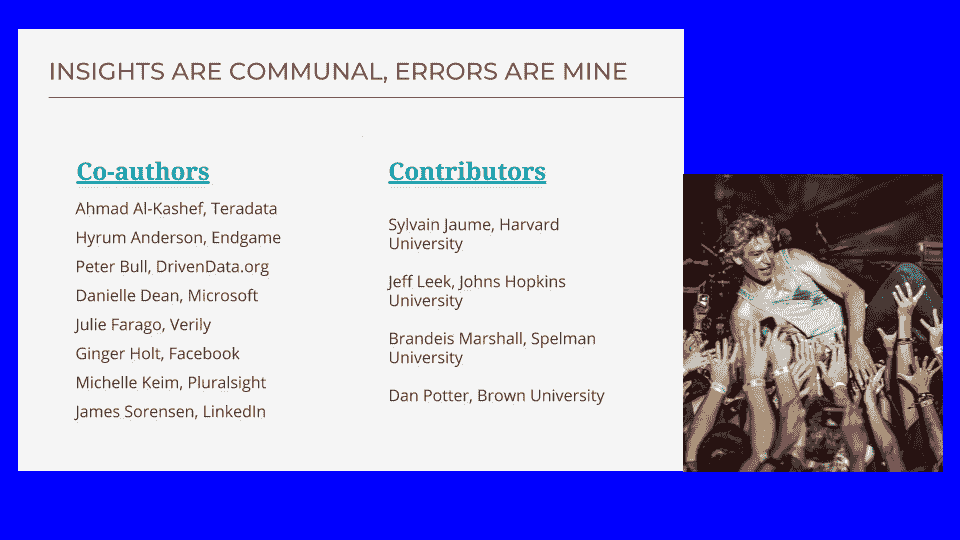 INSIGHTS ARE COMMUNAL, ERRORS ARE MINE
Co-authors
Ahmad Al-Kashef, Teradata
Hyrum Anderson, Endgame
Peter Bull, DrivenData.org
Danielle Dean, Microsoft
Julie Farago, Verily
Ginger Holt, Facebook
Michelle Keim, Pluralsight
James Sorensen, LinkedIn
Contributors
Sylvain Jaume, Harvard
University
Jeff Leek, Johns Hopkins
University
Brandeis Marshall, Spelman
University
Dan Potter, Brown University